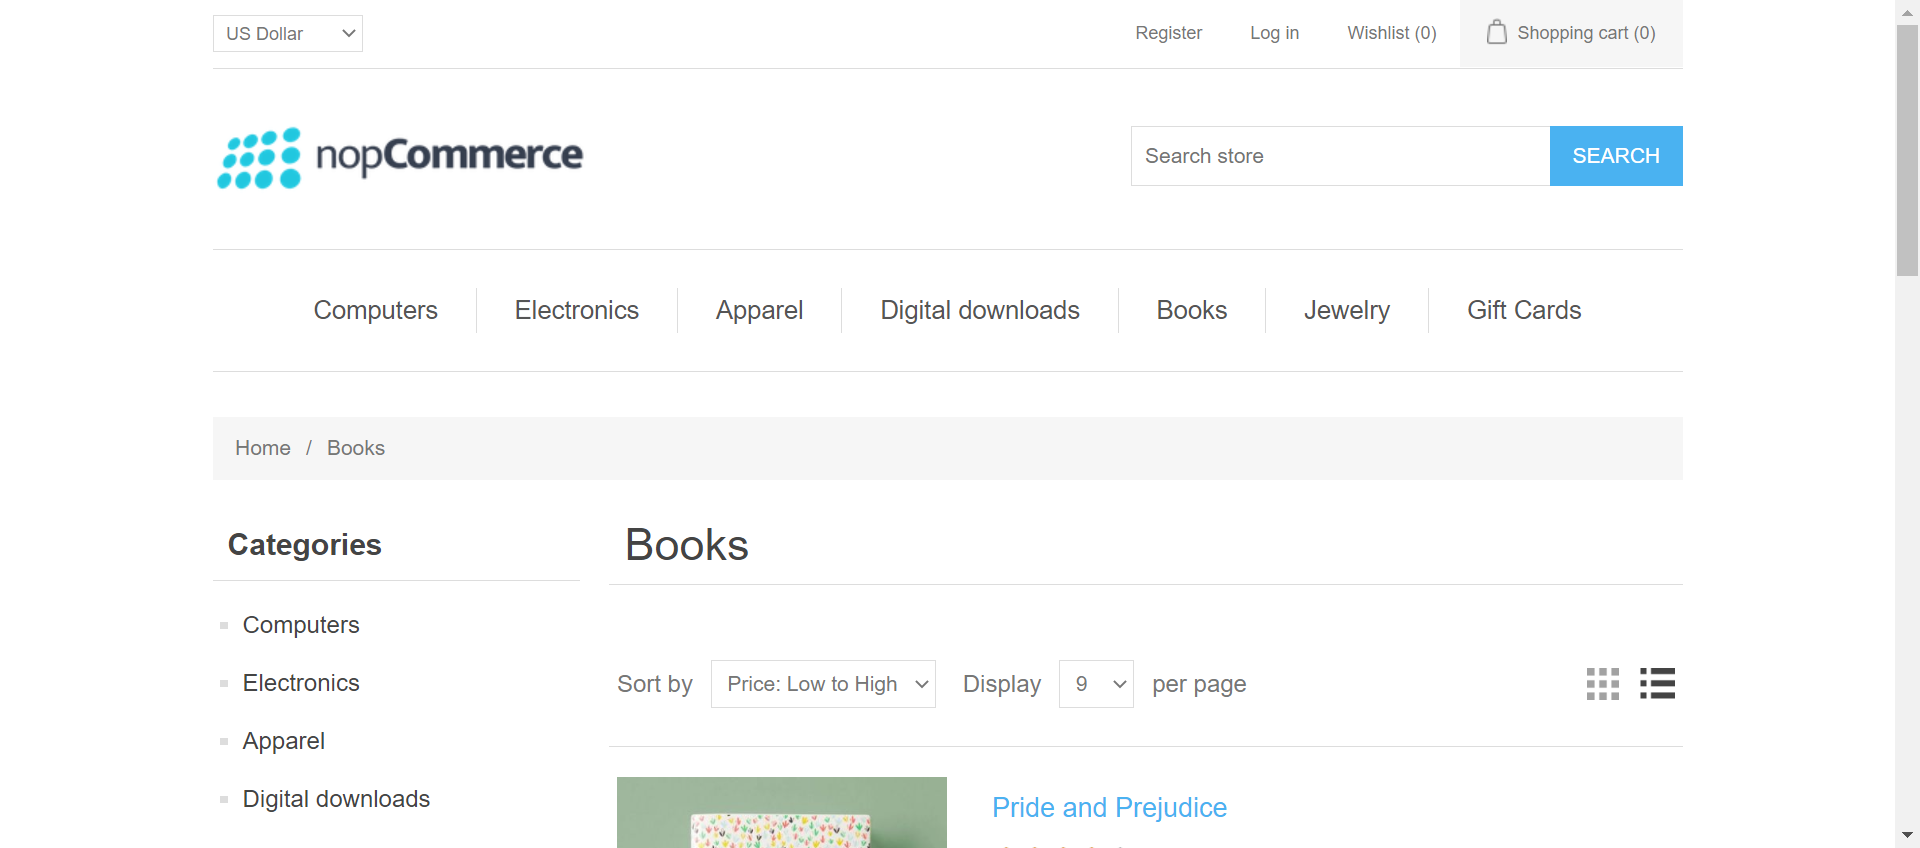 US Dollar
Register
Log in
Wishlist (0)
Shopping cart (0)
nopCommerce
Search store
SEARCH
Computers
Electronics
Apparel
Digital downloads
Books
Jewelry
Gift Cards
Home / Books
Categories
Computers
Electronics
Apparel
Digital downloads
Books
Sort by Price: Low to High Display 9 per page
Pride and Prejudice